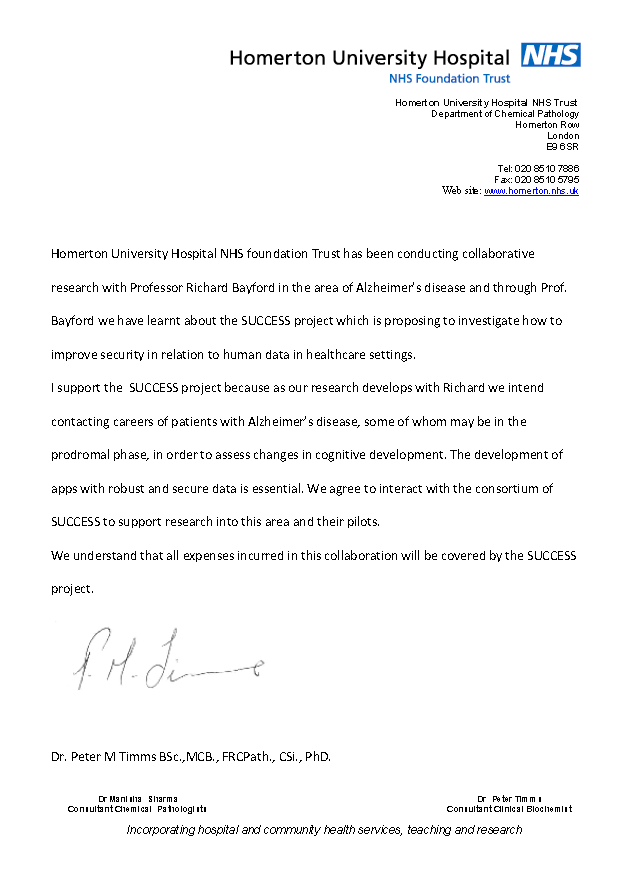 Homerton University Hospital NHS
NHS Foundation Trust
Homerton University Hospital NHS Trust
Department of Chemical Pathology
Homerton Row
London
E9 6SR
Tel: 020 8510 7886
Fax: 020 8510 5795
Web site: www.homerton.nhs.uk
Homerton University Hospital NHS foundation Trust has been conducting collaborative
research with Professor Richard Bayford in the area of Alzheimer's disease and through Prof.
Bayford we have learnt about the SUCCESS project which is proposing to investigate how to
improve security in relation to human data in healthcare settings.
I support the SUCCESS project because as our research develops with Richard we intend
contacting careers of patients with Alzheimer's disease, some of whom may be in the
prodromal phase, in order to assess changes in cognitive development. The development of
apps with robust and secure data is essential. We agree to interact with the consortium of
SUCCESS to support research into this area and their pilots.
We understand that all expenses incurred in this collaboration will be covered by the SUCCESS
project.
P. M. Timms
Dr. Peter M Timms BSc.,MCB., FRCPath., CSi., PhD.
Dr Manisha Sharma Dr Peter Timms
Consultant Chemical Pathologists Consultant Clinical Biochemist
Incorporating hospital and community health services, teaching and research